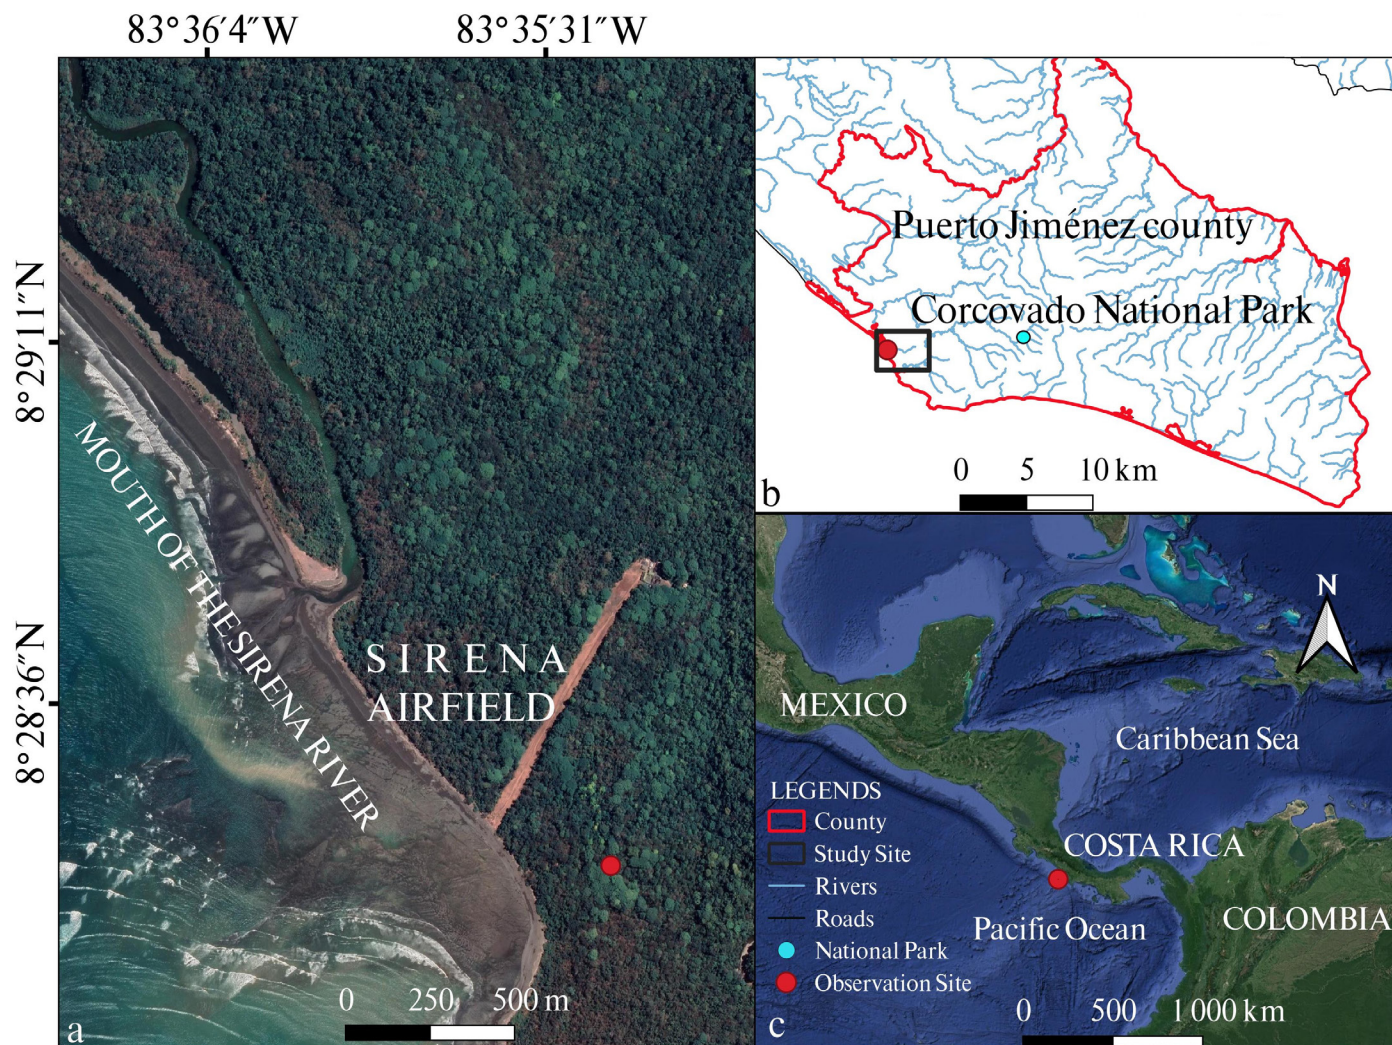 83° 36′ 4″ W
83° 35′ 31″ W
8° 29′ 11″ N
8° 28′ 36″ N
MOUTH OF THE SIRENA RIVER
SIRENA
AIRFIELD
0 250 500 m
a
Puerto Jiménez county
Corcovado National Park
0 5 10 km
b
N
MEXICO
Caribbean Sea
LEGENDS
County
Study Site
Rivers
Roads
National Park
Observation Site
COSTA RICA
Pacific Ocean
COLOMBIA
0 500 1 000 km
c